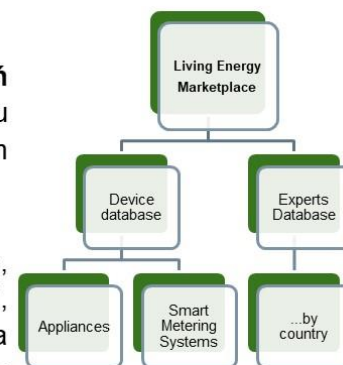 ń
u
n
,
,
a
Living Energy
Marketplace
Device
database
Experts
Database
Appliances
Smart
Metering
Systems
...by
country